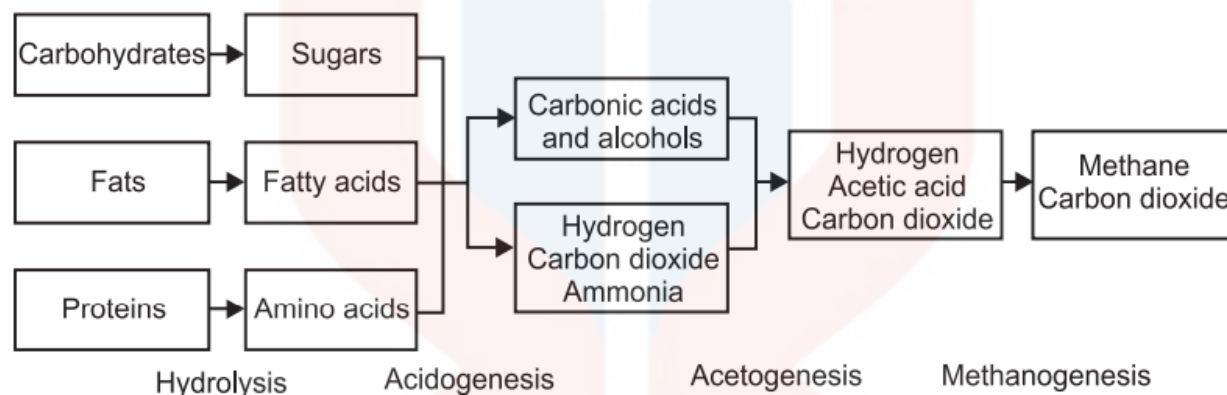 Carbohydrates
Sugars
Fats
Fatty acids
Proteins
Amino acids
Carbonic acids
and alcohols
Hydrogen
Carbon dioxide
Ammonia
Hydrogen
Acetic acid
Carbon dioxide
Methane
Carbon dioxide
Hydrolysis
Acidogenesis
Acetogenesis
Methanogenesis